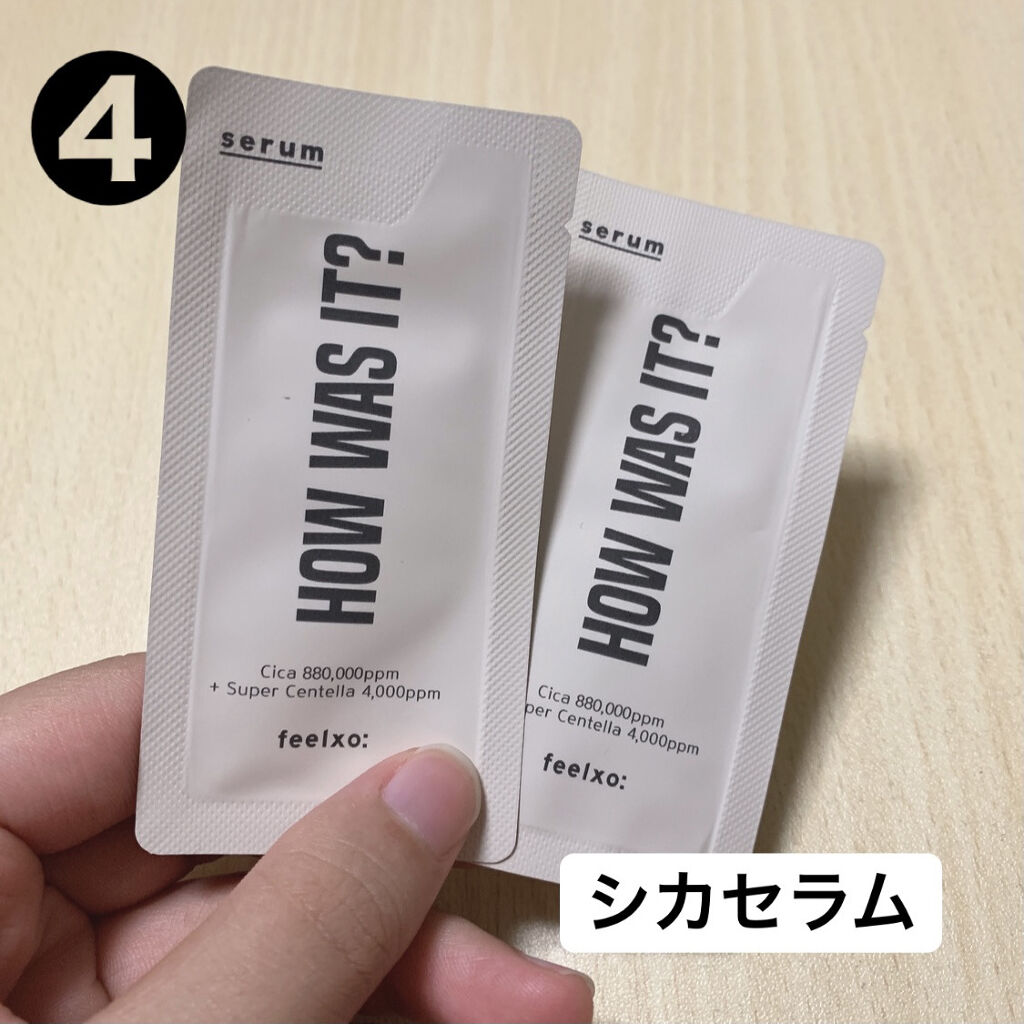 4
serum
HOW WAS IT?
Cica 880,000ppm
+ Super Centella 4,000ppm
feelxo:
serum
HOW WAS IT?
Cica 880,000ppm
Centella 4,000ppm
feelxo:
シカセラム